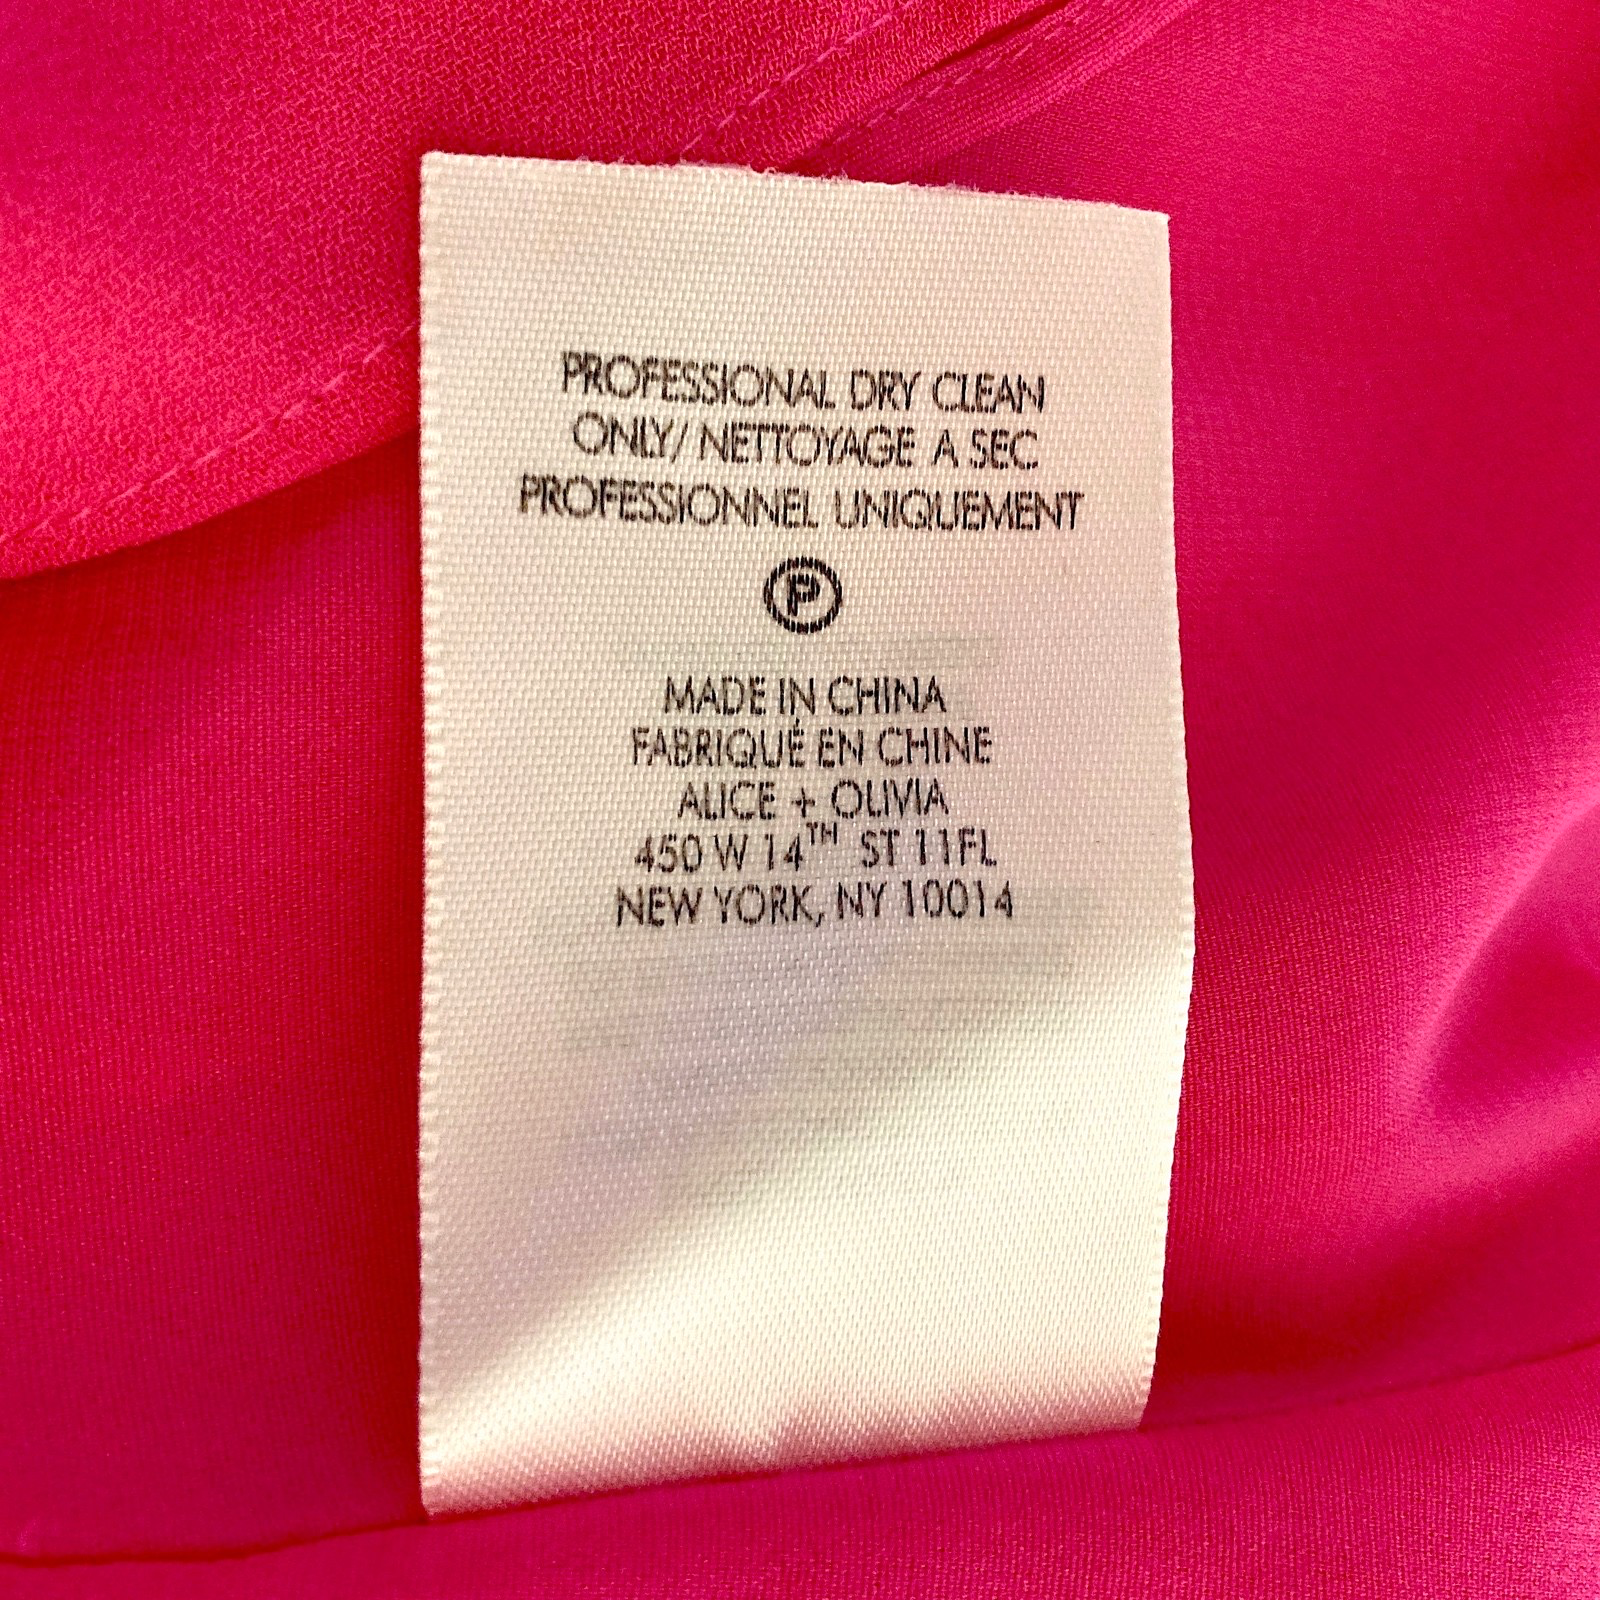 PROFESSIONAL DRY CLEAN
ONLY/ NETTOYAGE A SEC
PROFESSIONNEL UNIQUEMENT
P
MADE IN CHINA
FABRIQUÉ EN CHINE
ALICE + OLIVIA
450 W 14TH ST 11FL
NEW YORK, NY 10014